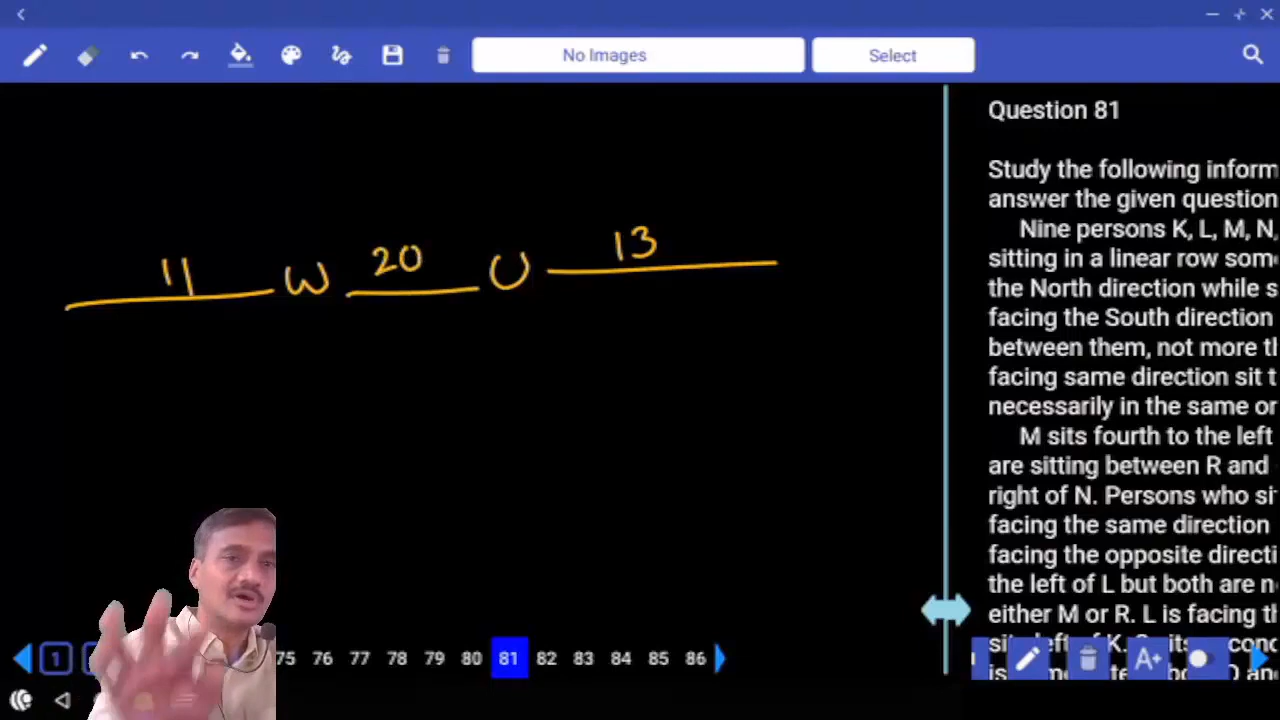 No Images Select
Question 81
Study the following inform
answer the given question
Nine persons K, L, M, N,
sitting in a linear row som
the North direction while s
facing the South direction
between them, not more th
facing same direction sit t
necessarily in the same or
M sits fourth to the left
are sitting between R and
right of N. Persons who si
facing the same direction
facing the opposite directi
the left of L but both are n
either M or R. L is facing th
11 W 20 U 13
1 75 76 77 78 79 80 81 82 83 84 85 86
A+